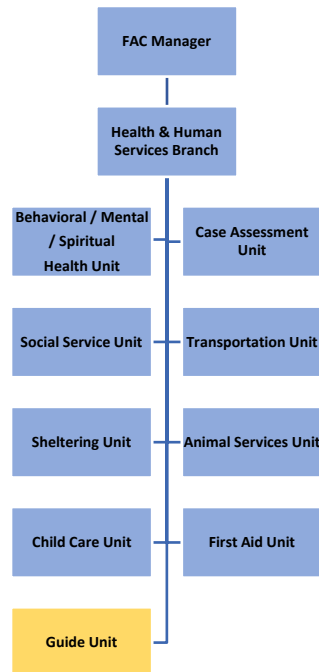 FAC Manager
Health & Human
Services Branch
Behavioral / Mental
/ Spiritual
Health Unit
Case Assessment
Unit
Social Service Unit
Transportation Unit
Sheltering Unit
Animal Services Unit
Child Care Unit
First Aid Unit
Guide Unit